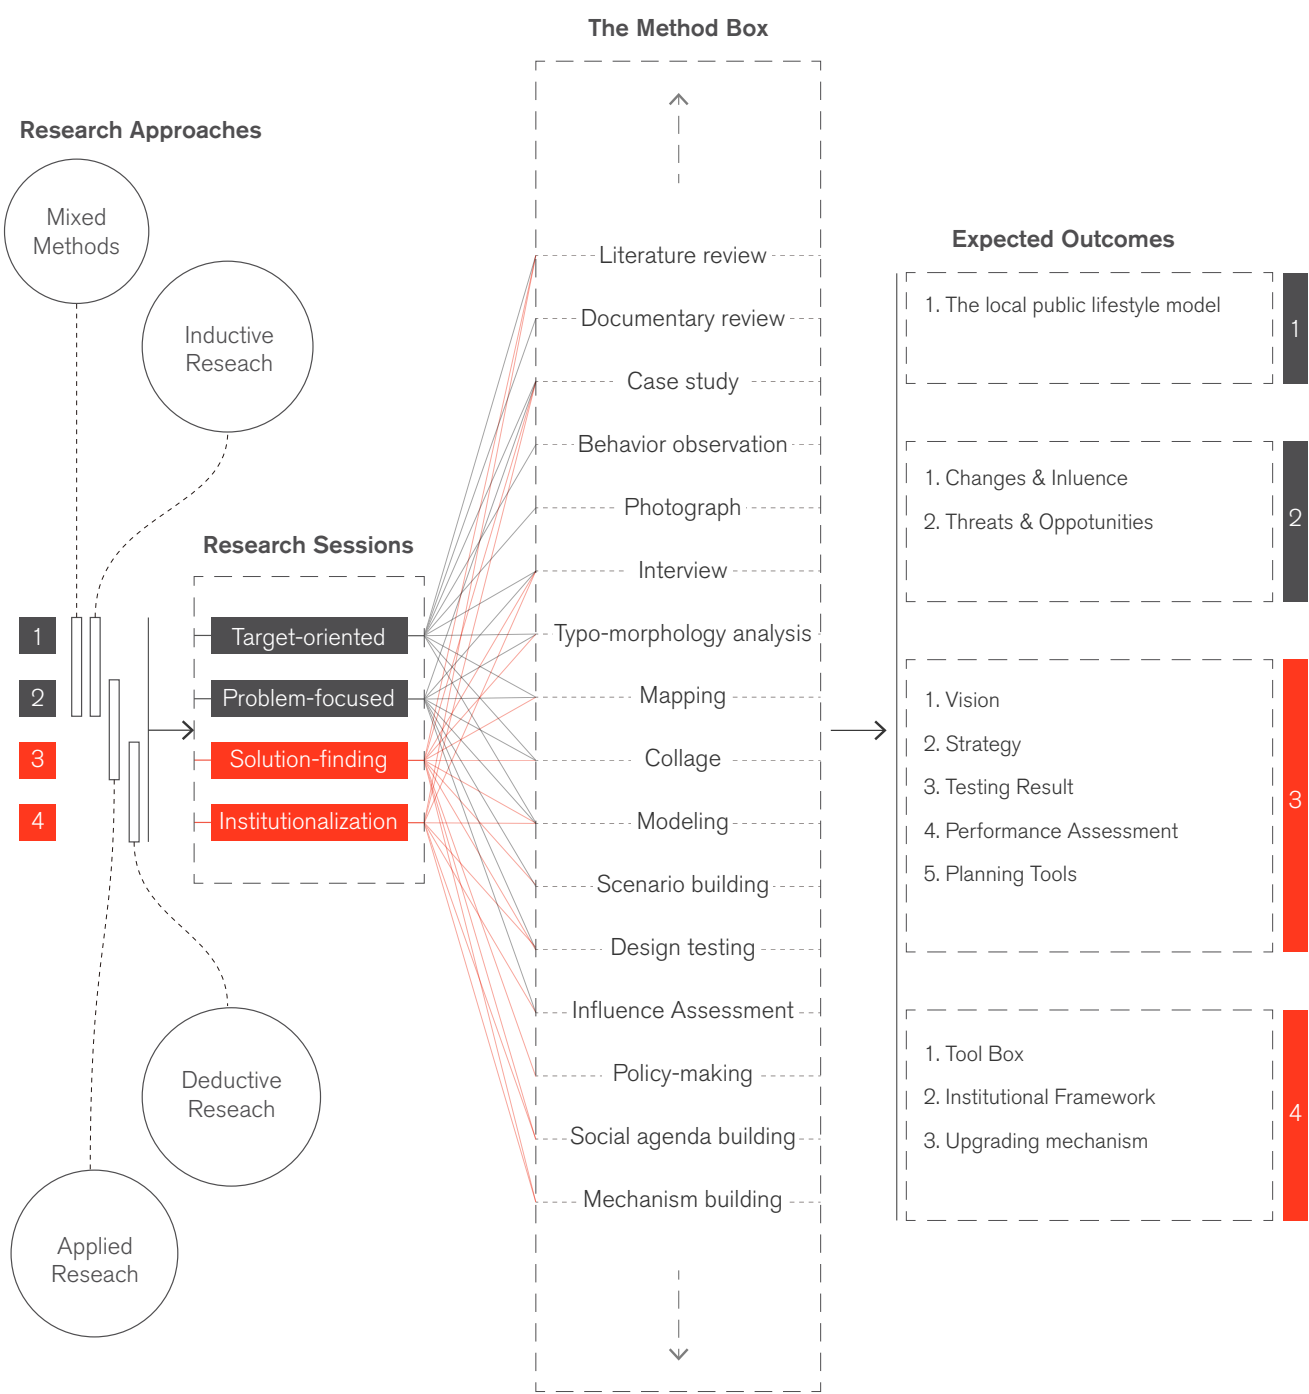 The Method Box
Research Approaches
Mixed
Methods
Inductive
Reseach
1
2
3
4
Deductive
Reseach
Applied
Reseach
Research Sessions
Target-oriented
Problem-focused
Solution-finding
Institutionalization
Literature review
Documentary review
Case study
Behavior observation
Photograph
Interview
Typo-morphology analysis
Mapping
Collage
Modeling
Scenario building
Design testing
Influence Assessment
Policy-making
Social agenda building
Mechanism building
Expected Outcomes
1. The local public lifestyle model
1
1. Changes & Inluence
2. Threats & Oppotunities
2
1. Vision
2. Strategy
3. Testing Result
4. Performance Assessment
5. Planning Tools
3
1. Tool Box
2. Institutional Framework
3. Upgrading mechanism
4